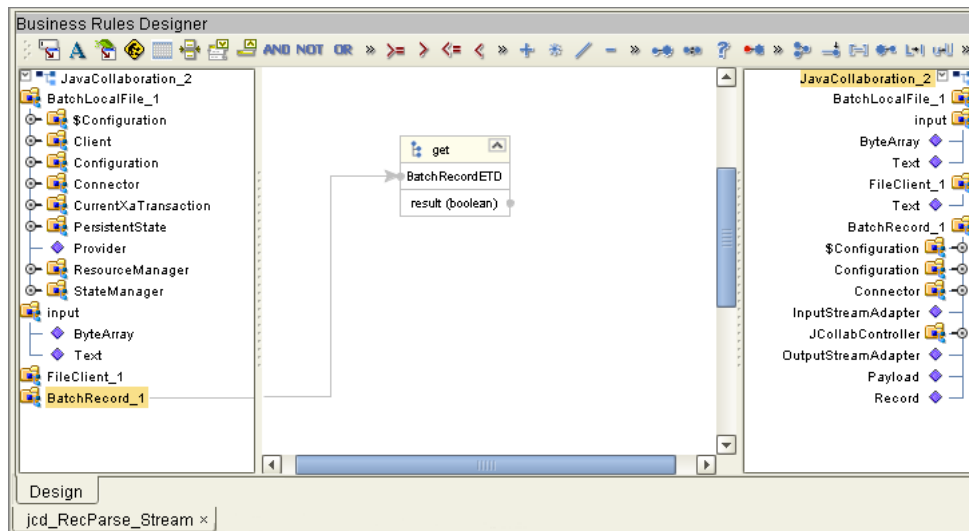 Business Rules Designer
A AND NOT OR » >= > <= < » + * / - » ? » »
JavaCollaboration_2
BatchLocalFile_1
$Configuration
Client
Configuration
Connector
CurrentXaTransaction
PersistentState
Provider
ResourceManager
StateManager
input
ByteArray
Text
FileClient_1
BatchRecord_1
get
BatchRecordETD
result (boolean)
JavaCollaboration_2
BatchLocalFile_1
input
ByteArray
Text
FileClient_1
Text
BatchRecord_1
$Configuration
Configuration
Connector
InputStreamAdapter
JCollabController
OutputStreamAdapter
Payload
Record
Design
jcd_RecParse_Stream ×